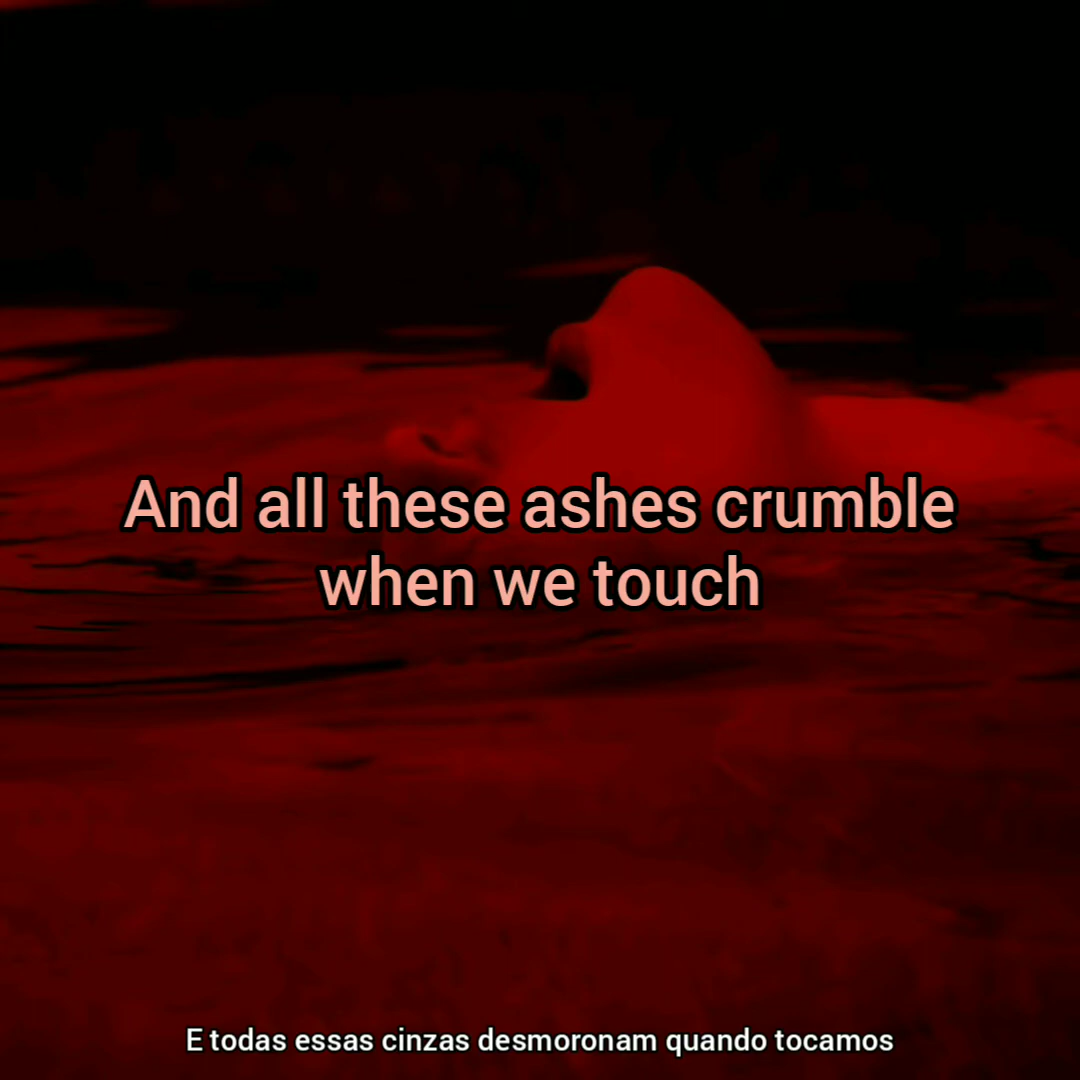 And all these ashes crumble
when we touch
E todas essas cinzas desmoronam quando tocamos